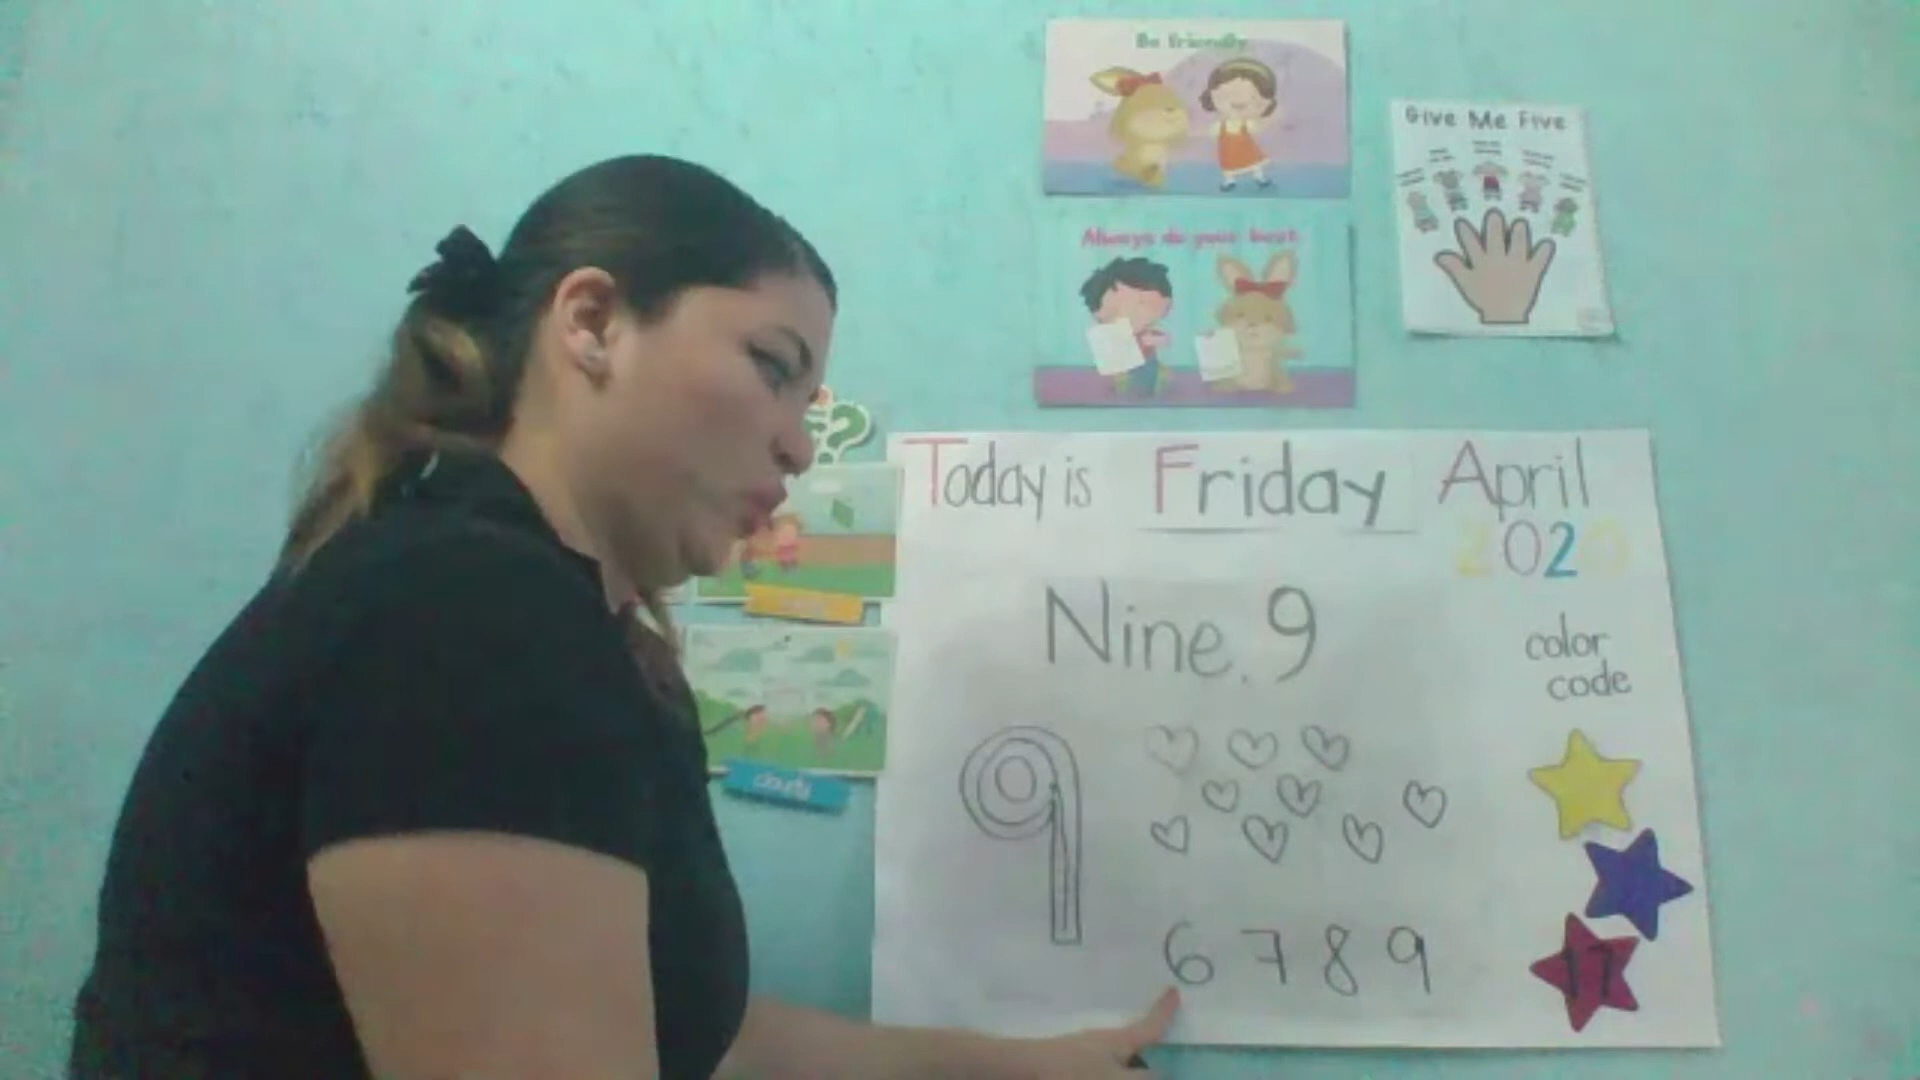 Be friendly
Give Me Five
Always do your best
Today is Friday April
2020
Nine. 9
color
code
9
6 7 8 9
17
clouds